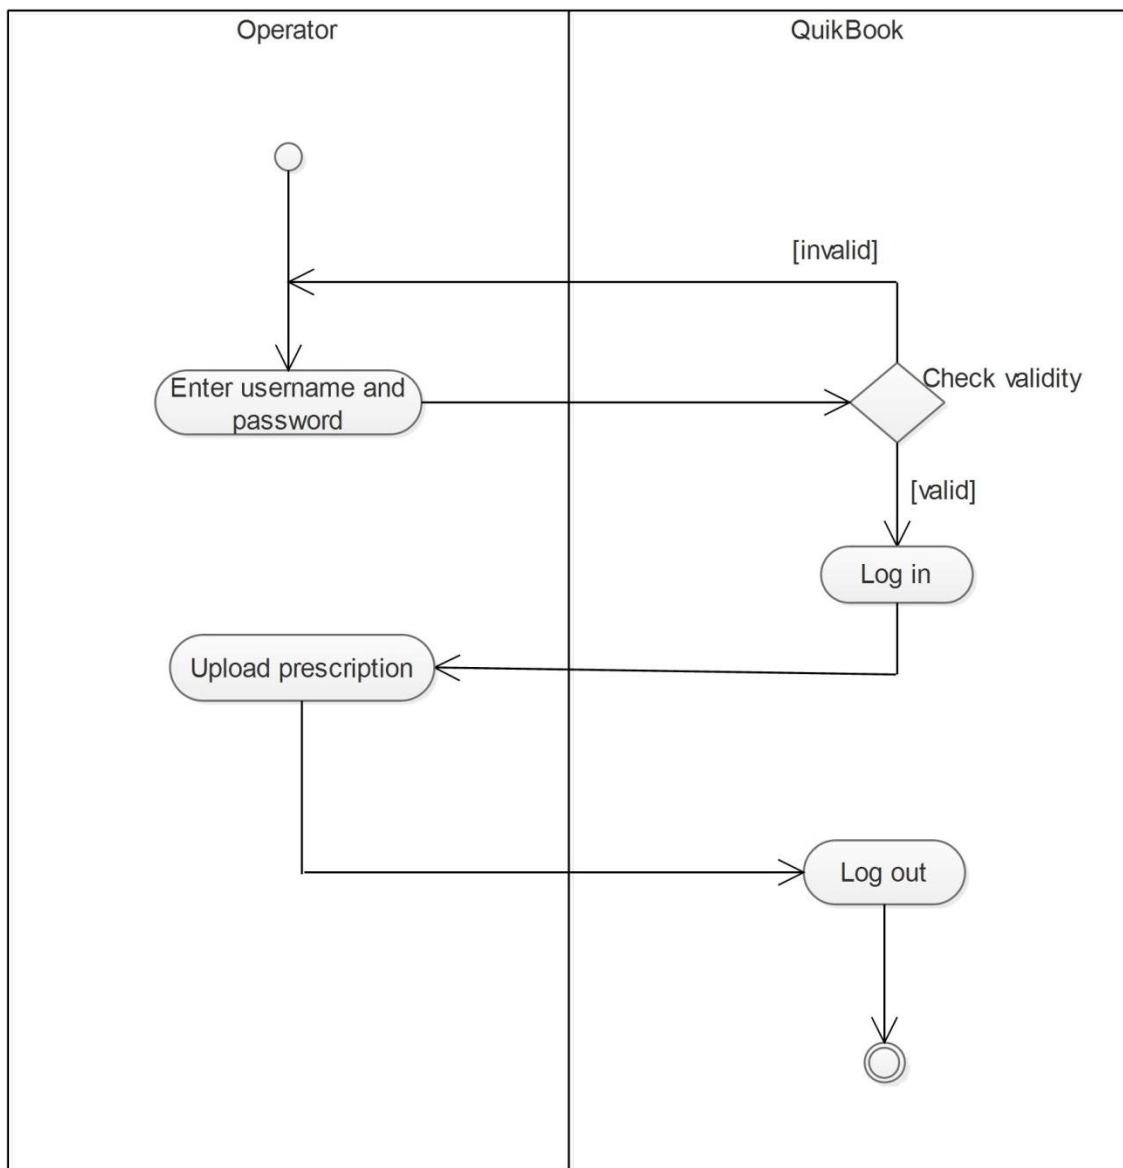 Operator
QuikBook
[invalid]
Check validity
Enter username and
password
[valid]
Log in
Upload prescription
Log out